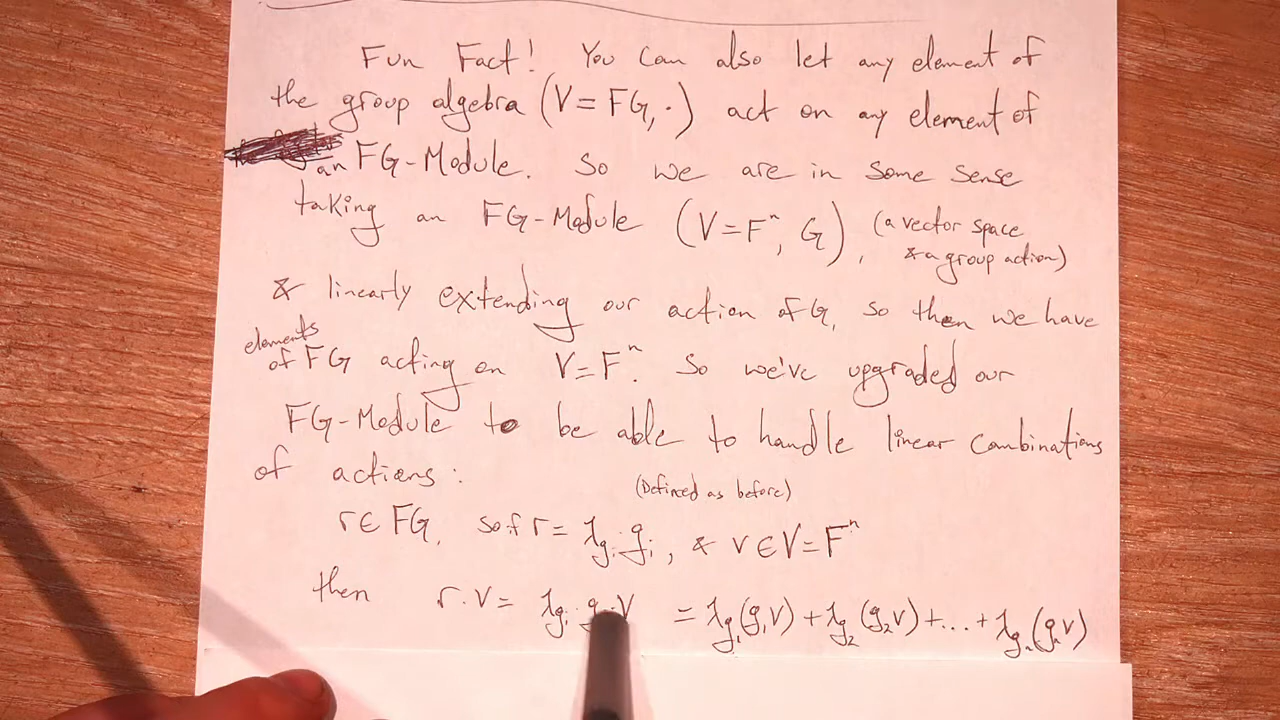 Fun Fact! You can also let any element of
the group algebra (V=FG, ·) act on any element of
an FG-Module. So we are in some sense
taking an FG-Module (V=Fⁿ, G), (a vector space
& a group action)
& linearly extending our action of G, so then we have
elements
of FG acting on V=Fⁿ. So we've upgraded our
FG-Module to be able to handle linear combinations
of actions:
(Defined as before)
r∈FG, so if r= λgᵢ gᵢ, & v∈V=Fⁿ
then r·v= λgᵢ gᵢ v = λg₁(g₁v)+λg₂(g₂v)+...+λgₙ(gₙv)